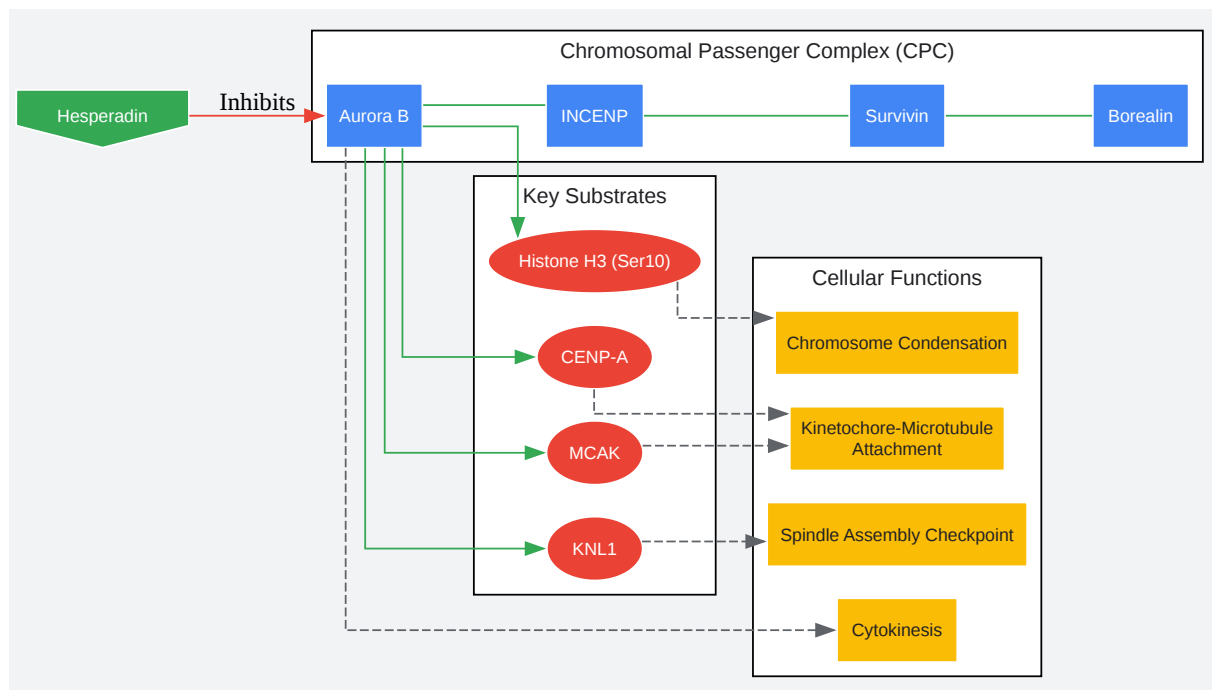 Chromosomal Passenger Complex (CPC)
Hesperadin
Inhibits
Aurora B
INCENP
Survivin
Borealin
Key Substrates
Histone H3 (Ser10)
CENP-A
MCAK
KNL1
Cellular Functions
Chromosome Condensation
Kinetochore-Microtubule
Attachment
Spindle Assembly Checkpoint
Cytokinesis